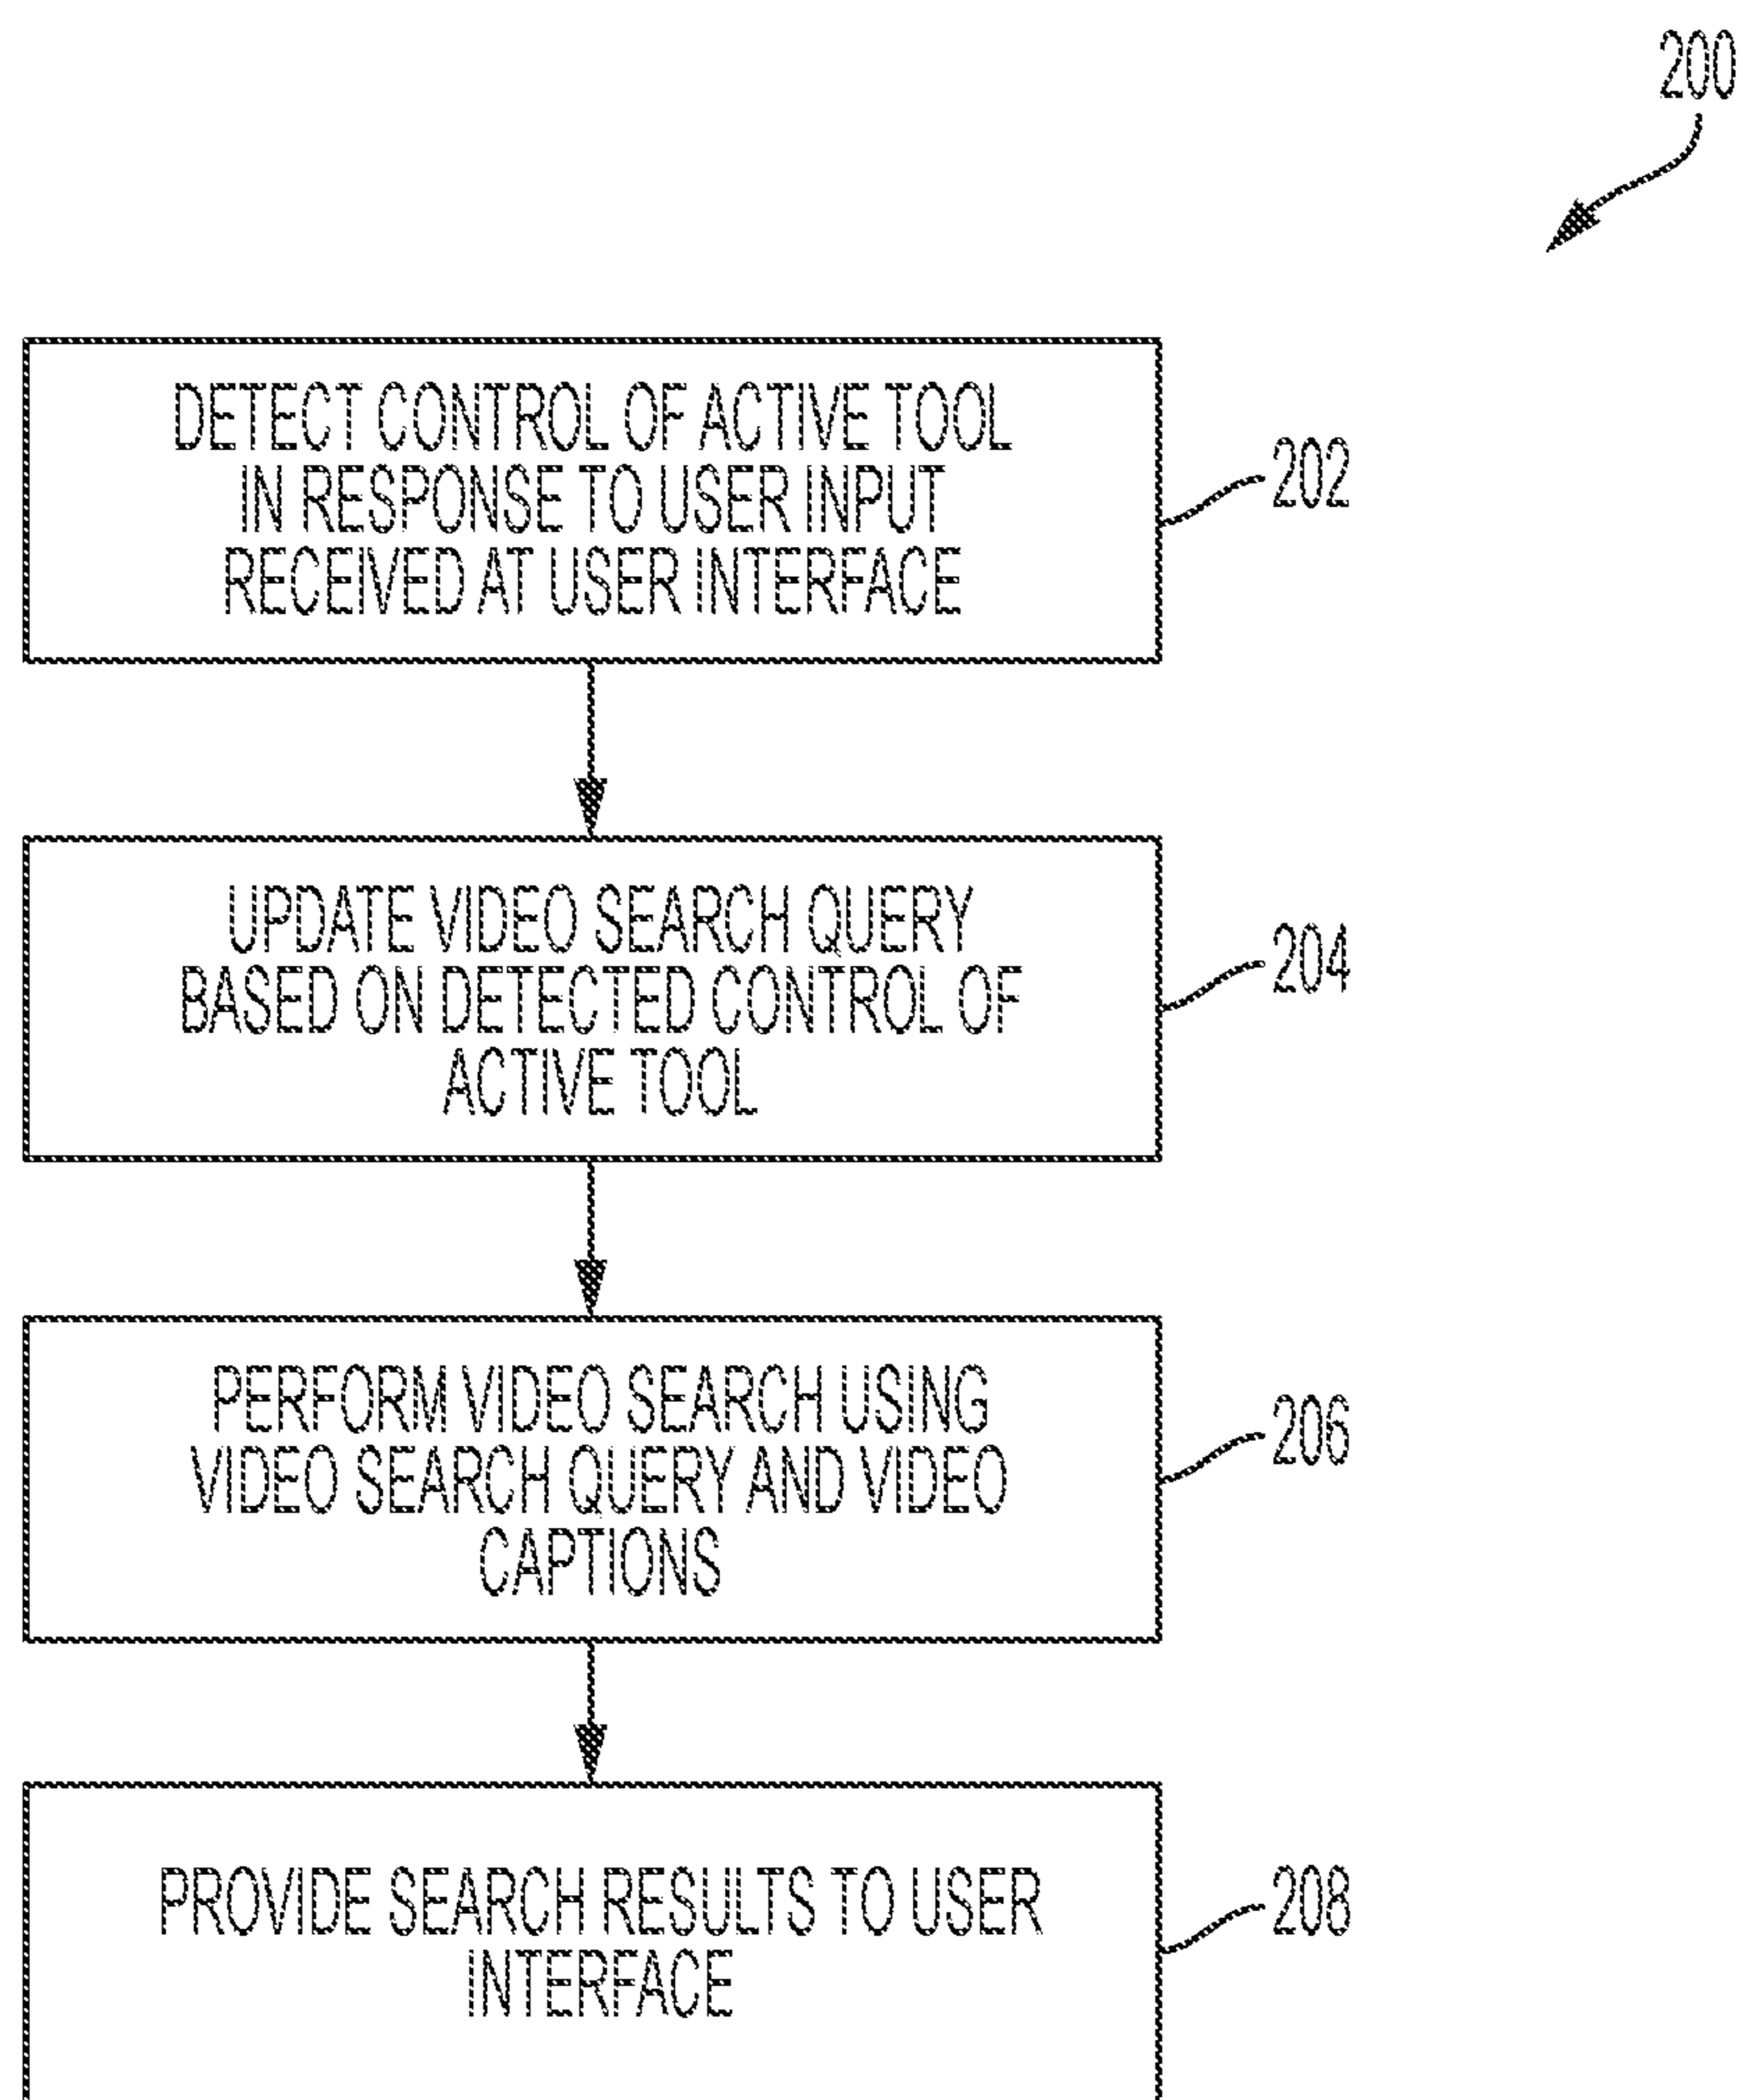 200
DETECT CONTROL OF ACTIVE TOOL
IN RESPONSE TO USER INPUT
RECEIVED AT USER INTERFACE
202
UPDATE VIDEO SEARCH QUERY
BASED ON DETECTED CONTROL OF
ACTIVE TOOL
204
PERFORM VIDEO SEARCH USING
VIDEO SEARCH QUERY AND VIDEO
CAPTIONS
206
PROVIDE SEARCH RESULTS TO USER
INTERFACE
208